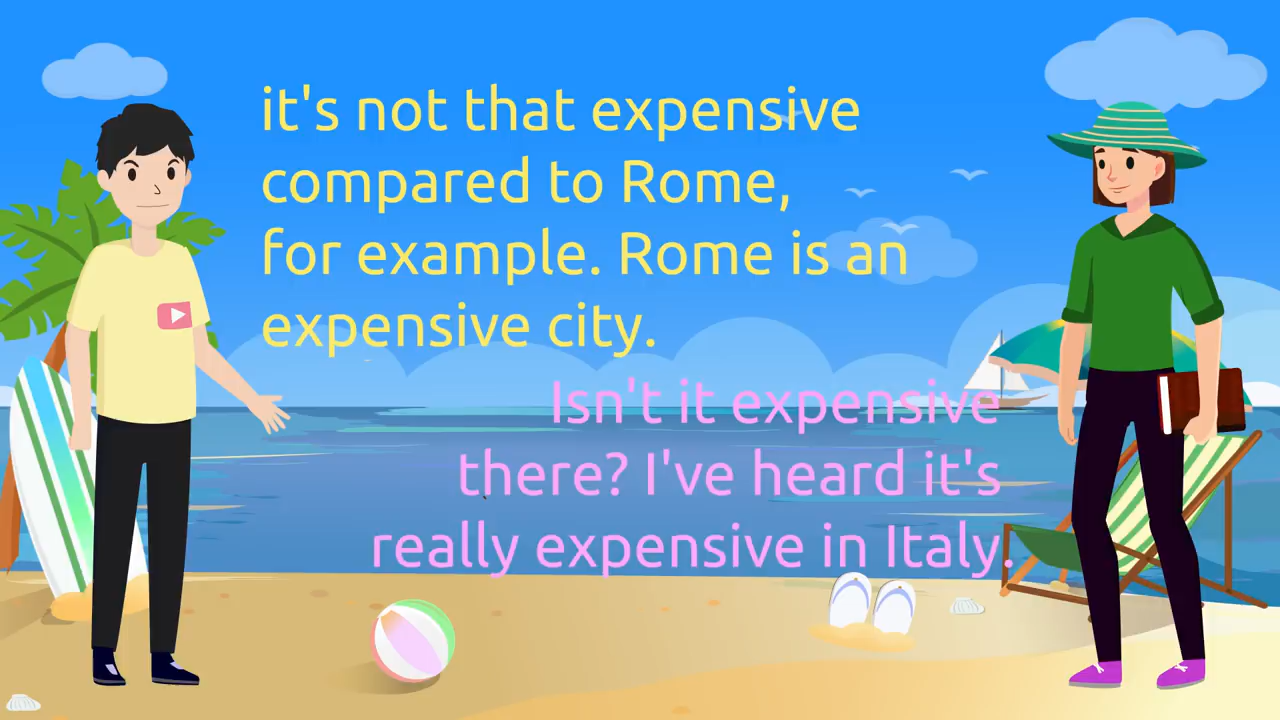 it's not that expensive
compared to Rome,
for example. Rome is an
expensive city.
Isn't it expensive
there? I've heard it's
really expensive in Italy.